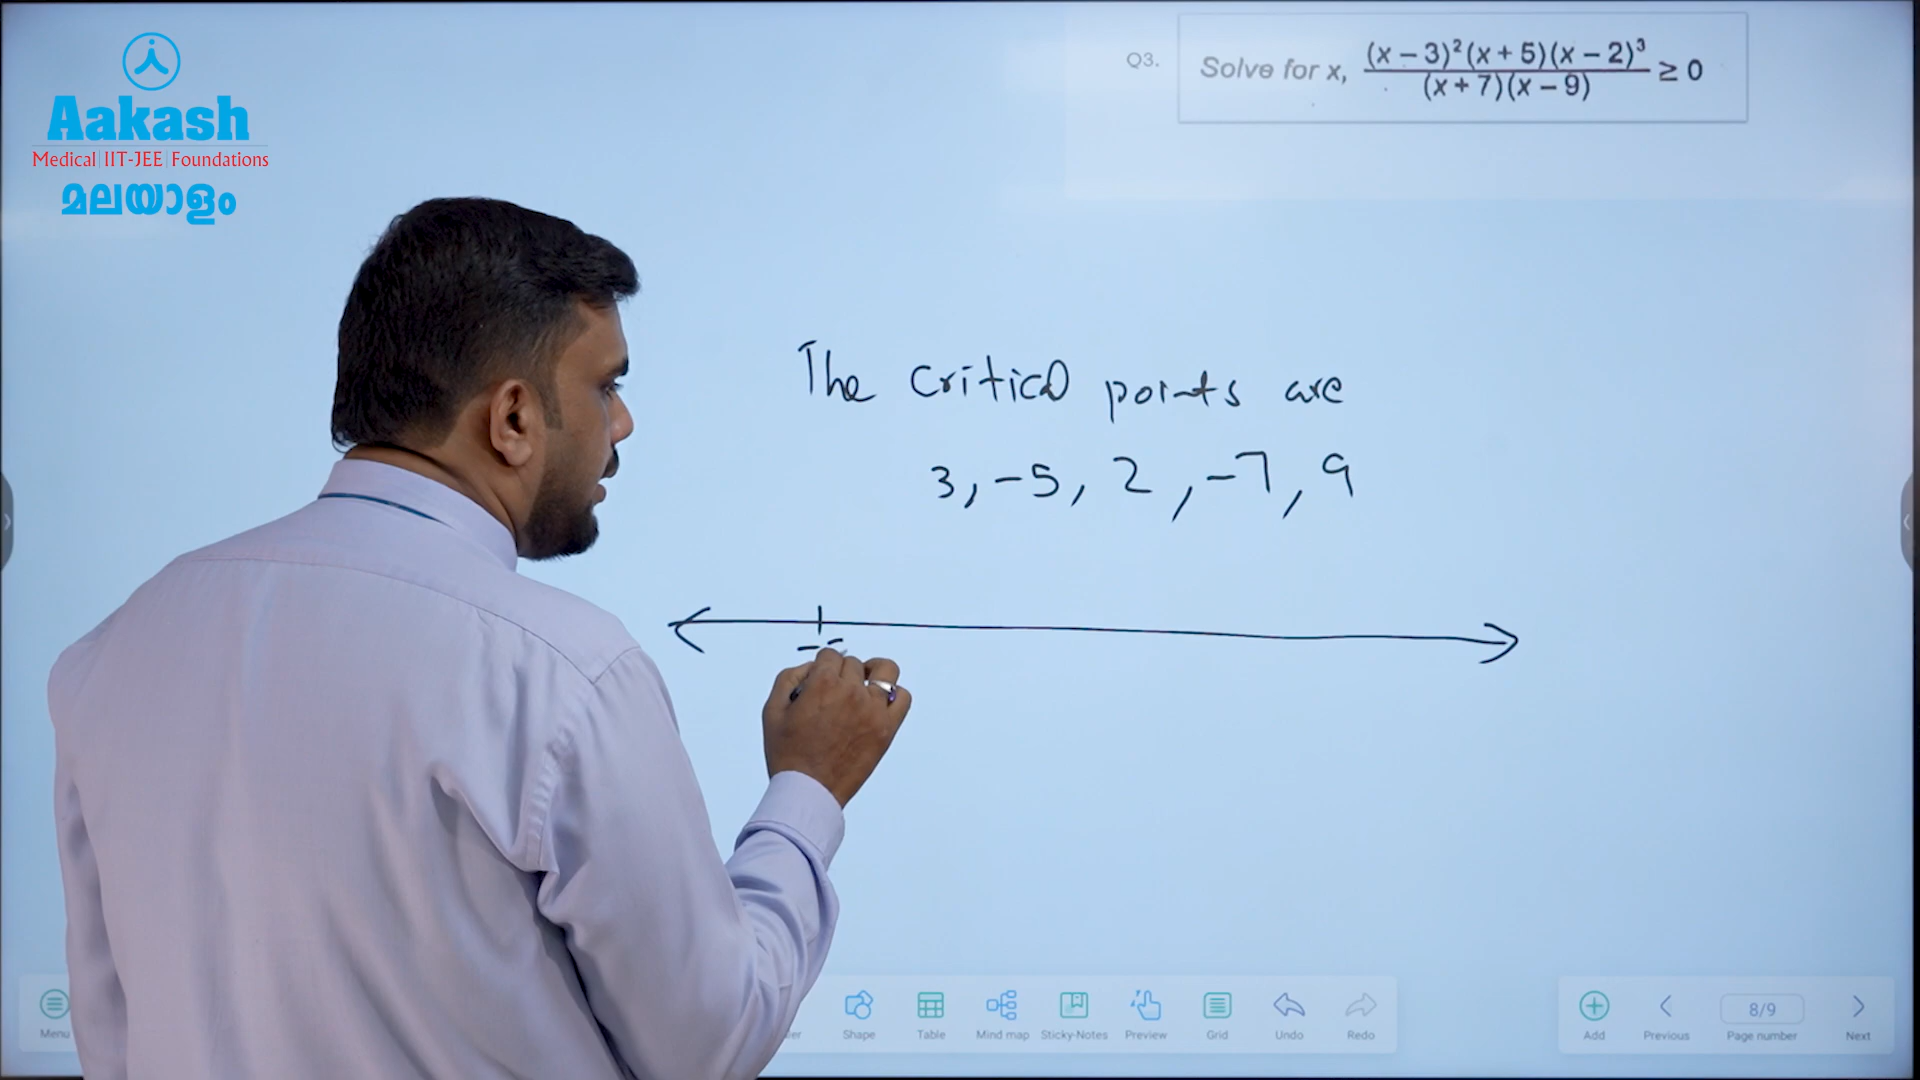 Aakash
Medical|IIT-JEE|Foundations
മലയാളം
Q3.
Solve for x, (x – 3)²(x + 5)(x – 2)³ / (x + 7)(x – 9) ≥ 0
The critical points are
3, -5, 2, -7, 9
Menu
Shape
Table
Mind map
Sticky-Notes
Preview
Grid
Undo
Redo
Add
Previous
8/9
Page number
Next